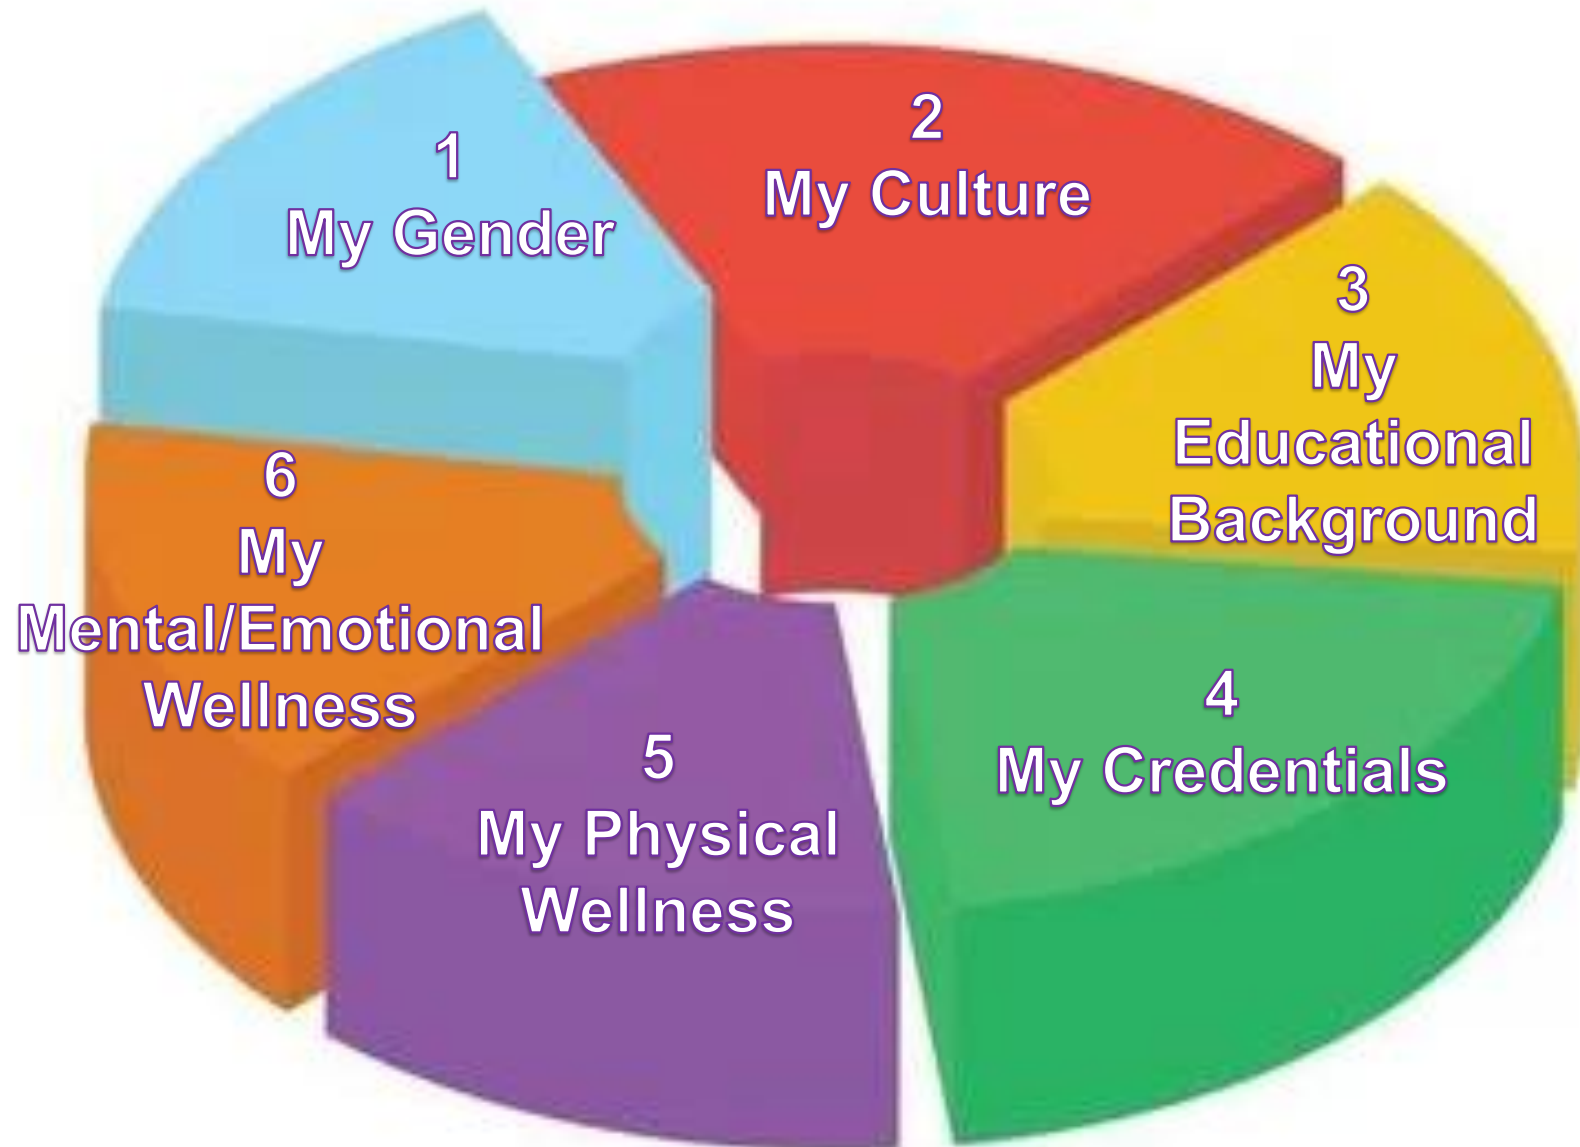 1
My Gender
2
My Culture
3
My
Educational
Background
4
My Credentials
5
My Physical
Wellness
6
My
Mental/Emotional
Wellness